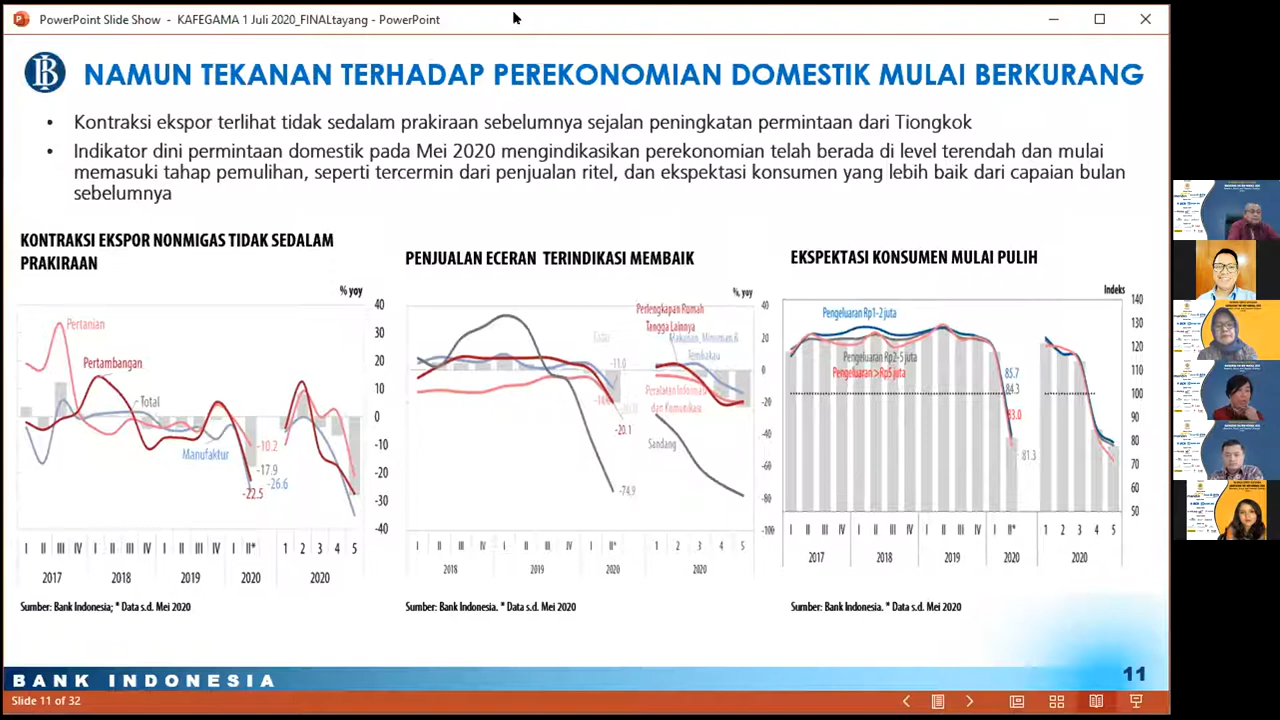 PowerPoint Slide Show - KAFEGAMA 1 Juli 2020_FINALtayang - PowerPoint
NAMUN TEKANAN TERHADAP PEREKONOMIAN DOMESTIK MULAI BERKURANG
• Kontraksi ekspor terlihat tidak sedalam prakiraan sebelumnya sejalan peningkatan permintaan dari Tiongkok
• Indikator dini permintaan domestik pada Mei 2020 mengindikasikan perekonomian telah berada di level terendah dan mulai
memasuki tahap pemulihan, seperti tercermin dari penjualan ritel, dan ekspektasi konsumen yang lebih baik dari capaian bulan
sebelumnya
KONTRAKSI EKSPOR NONMIGAS TIDAK SEDALAM
PRAKIRAAN
% yoy
40
30
20
10
0
-10
-20
-30
-40
Pertanian
Pertambangan
Total
Manufaktur
-10.2
-17.9
-26.6
-22.5
I II III IV I II III IV I II III IV I II* 1 2 3 4 5
2017 2018 2019 2020 2020
Sumber: Bank Indonesia; * Data s.d. Mei 2020
PENJUALAN ECERAN TERINDIKASI MEMBAIK
%, yoy
40
20
0
-20
-40
-60
-80
-100
Perlengkapan Rumah
Tangga Lainnya
Makanan, Minuman &
Tembakau
Peralatan Informasi
dan Komunikasi
Sandang
-11.0
-20.1
-74.9
I II III IV I II III IV I II* 1 2 3 4 5
2018 2019 2020 2020
Sumber: Bank Indonesia. * Data s.d. Mei 2020
EKSPEKTASI KONSUMEN MULAI PULIH
Indeks
140
130
120
110
100
90
80
70
60
50
Pengeluaran Rp1-2 juta
Pengeluaran Rp2-5 juta
Pengeluaran >Rp5 juta
85.7
84.3
83.0
81.3
I II III IV I II III IV I II III IV I II* 1 2 3 4 5
2017 2018 2019 2020 2020
Sumber: Bank Indonesia. * Data s.d. Mei 2020
BANK INDONESIA
11
Slide 11 of 32